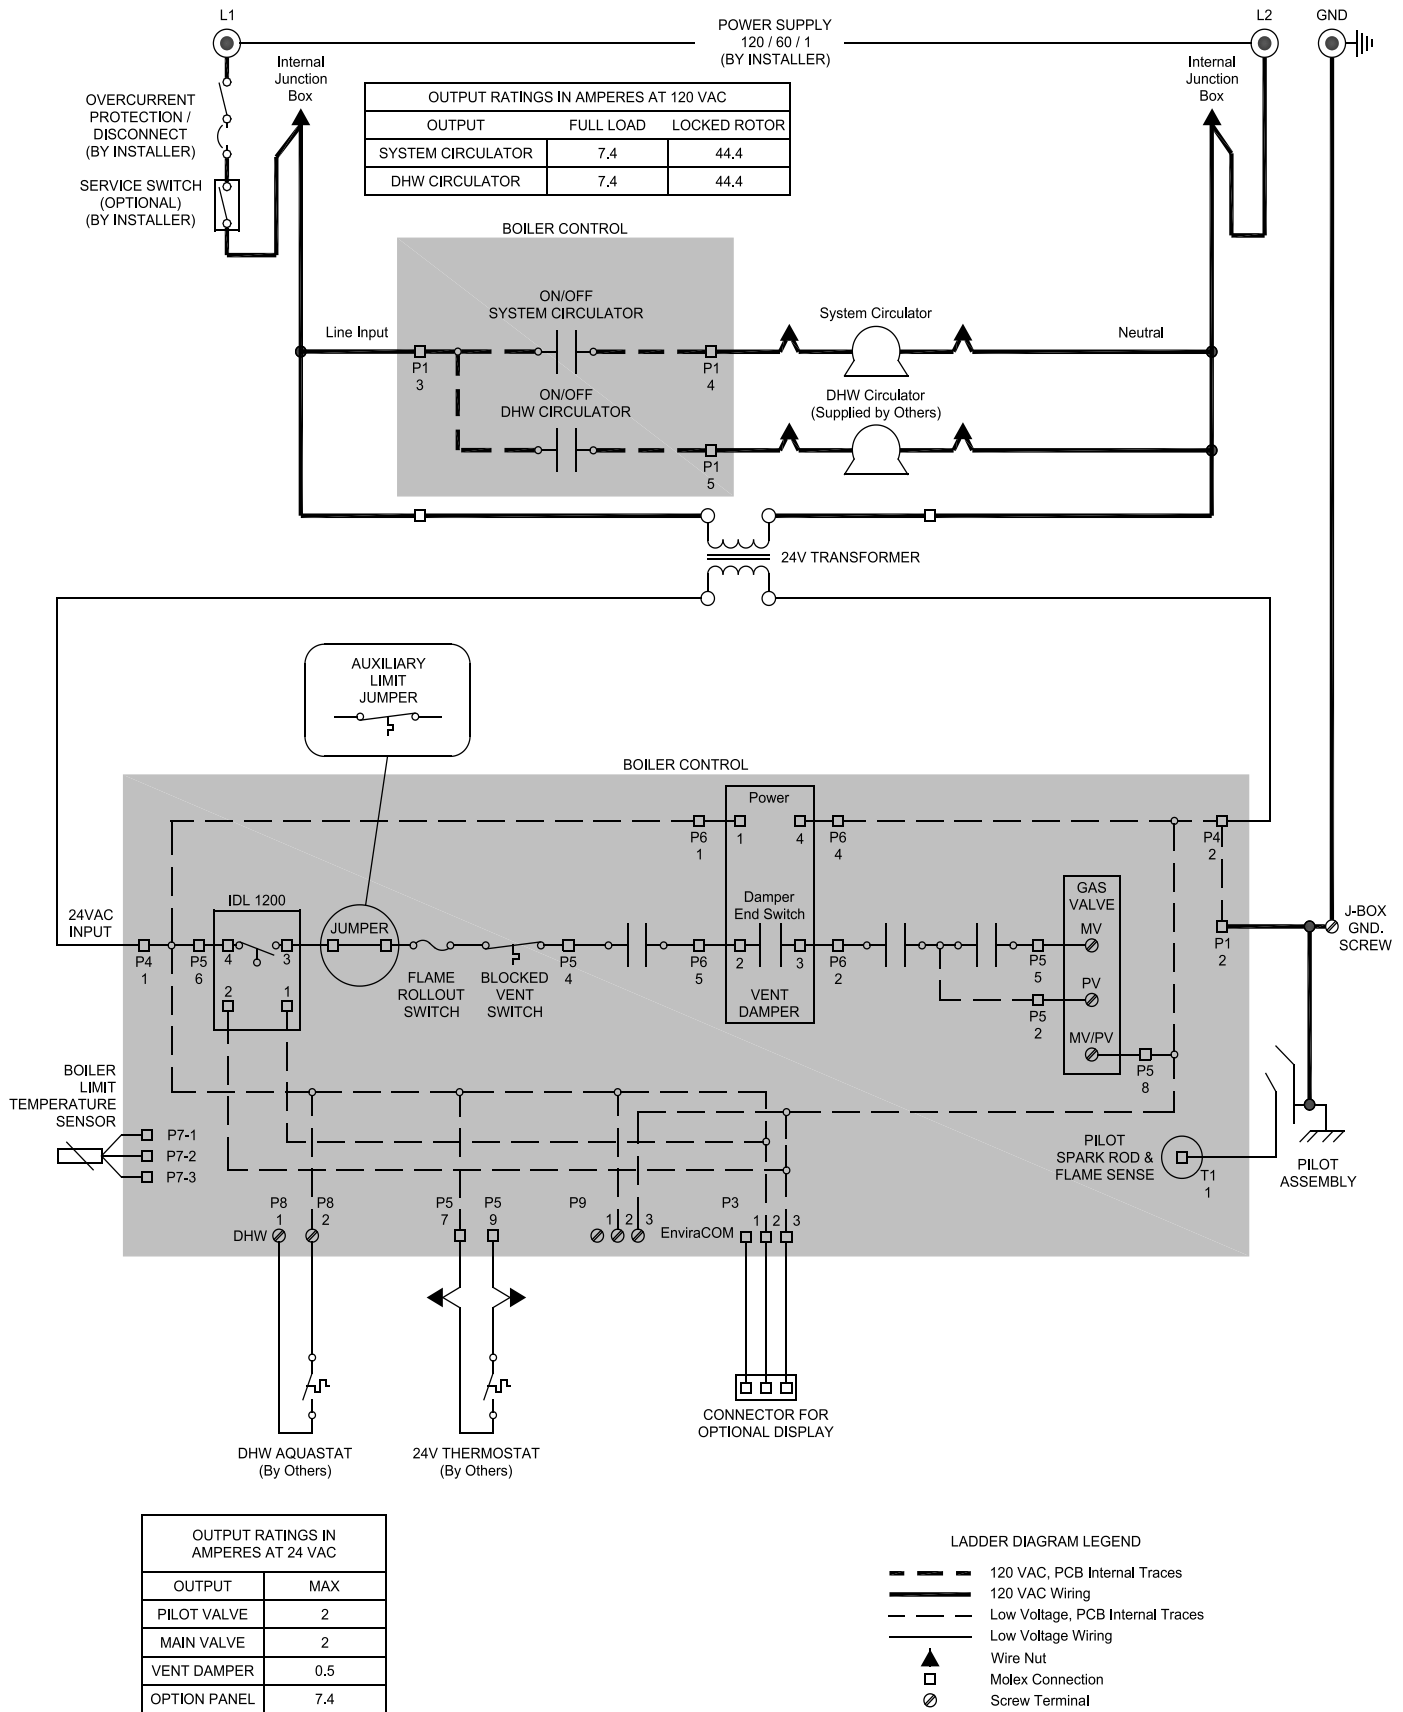 L1
POWER SUPPLY
120 / 60 / 1
(BY INSTALLER)
L2
GND
Internal
Junction
Box
Internal
Junction
Box
OVERCURRENT
PROTECTION /
DISCONNECT
(BY INSTALLER)
SERVICE SWITCH
(OPTIONAL)
(BY INSTALLER)
OUTPUT RATINGS IN AMPERES AT 120 VAC
OUTPUT FULL LOAD LOCKED ROTOR
SYSTEM CIRCULATOR 7.4 44.4
DHW CIRCULATOR 7.4 44.4
BOILER CONTROL
ON/OFF
SYSTEM CIRCULATOR
System Circulator
Line Input
Neutral
P1
3
P1
4
ON/OFF
DHW CIRCULATOR
DHW Circulator
(Supplied by Others)
P1
5
24V TRANSFORMER
AUXILIARY
LIMIT
JUMPER
BOILER CONTROL
Power
P6
1
1
4
P6
4
P4
2
24VAC
INPUT
IDL 1200
JUMPER
Damper
End Switch
GAS
VALVE
MV
J-BOX
GND.
SCREW
P4
1
P5
6
4
3
2
1
FLAME
ROLLOUT
SWITCH
BLOCKED
VENT
SWITCH
P5
4
P6
5
2
3
VENT
DAMPER
P6
2
P5
5
PV
P5
2
MV/PV
P5
8
P1
2
BOILER
LIMIT
TEMPERATURE
SENSOR
P7-1
P7-2
P7-3
PILOT
SPARK ROD &
FLAME SENSE
T1
1
PILOT
ASSEMBLY
P8
1
P8
2
DHW
P5
7
P5
9
P9
1 2 3
P3
EnviraCOM
1 2 3
DHW AQUASTAT
(By Others)
24V THERMOSTAT
(By Others)
CONNECTOR FOR
OPTIONAL DISPLAY
OUTPUT RATINGS IN
AMPERES AT 24 VAC
OUTPUT MAX
PILOT VALVE 2
MAIN VALVE 2
VENT DAMPER 0.5
OPTION PANEL 7.4
LADDER DIAGRAM LEGEND
120 VAC, PCB Internal Traces
120 VAC Wiring
Low Voltage, PCB Internal Traces
Low Voltage Wiring
Wire Nut
Molex Connection
Screw Terminal